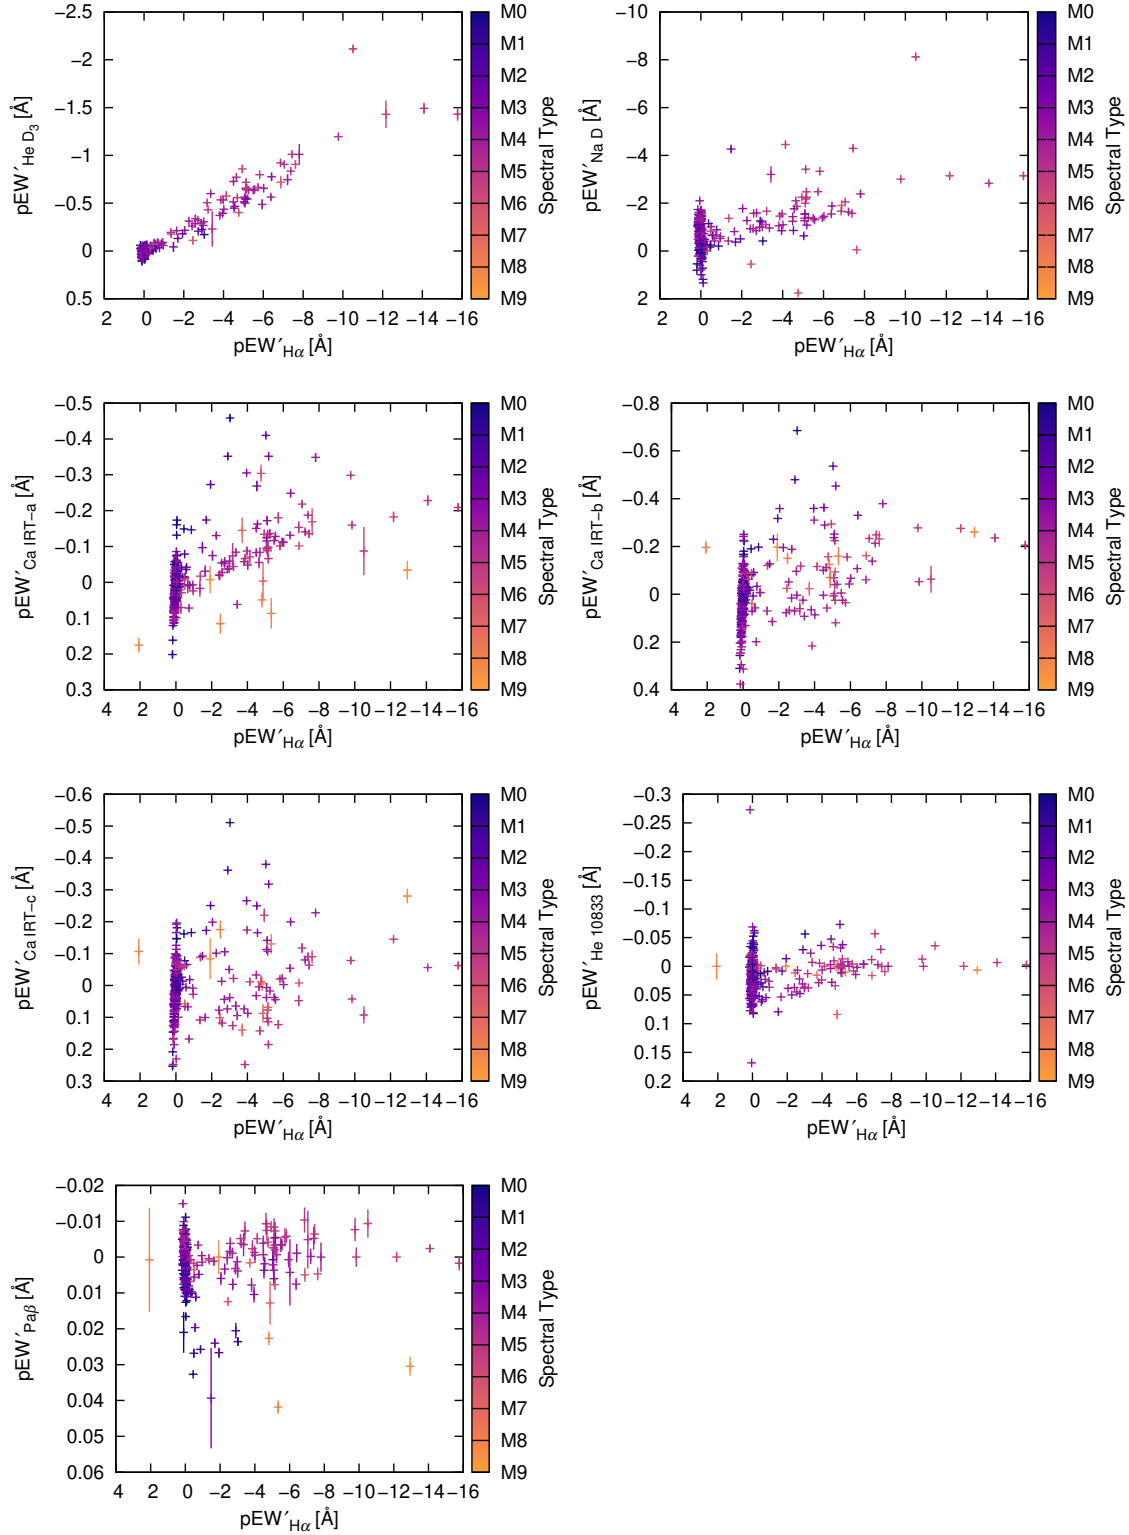 −2.5
−2
−1.5
−1
−0.5
0
0.5
0 −2 −4 −6 −8 −10 −12 −14 −16
pEW′He D3 [Å]
pEW′Hα [Å]
M0
M1
M2
M3
M4
M5
M6
M7
M8
M9
Spectral Type
−10
−8
−6
−4
−2
0
2
2 0 −2 −4 −6 −8 −10 −12 −14 −16
pEW′Na D [Å]
pEW′Hα [Å]
M0
M1
M2
M3
M4
M5
M6
M7
M8
M9
Spectral Type
−0.5
−0.4
−0.3
−0.2
−0.1
0
0.1
0.2
0.3
4 2 0 −2 −4 −6 −8 −10 −12 −14 −16
pEW′Ca IRT−a [Å]
pEW′Hα [Å]
M0
M1
M2
M3
M4
M5
M6
M7
M8
M9
Spectral Type
−0.8
−0.6
−0.4
−0.2
0
0.2
0.4
4 2 0 −2 −4 −6 −8 −10 −12 −14 −16
pEW′Ca IRT−b [Å]
pEW′Hα [Å]
M0
M1
M2
M3
M4
M5
M6
M7
M8
M9
Spectral Type
−0.6
−0.5
−0.4
−0.3
−0.2
−0.1
0
0.1
0.2
0.3
4 2 0 −2 −4 −6 −8 −10 −12 −14 −16
pEW′Ca IRT−c [Å]
pEW′Hα [Å]
M0
M1
M2
M3
M4
M5
M6
M7
M8
M9
Spectral Type
−0.3
−0.25
−0.2
−0.15
−0.1
−0.05
0
0.05
0.1
0.15
0.2
4 2 0 −2 −4 −6 −8 −10 −12 −14 −16
pEW′He 10833 [Å]
pEW′Hα [Å]
M0
M1
M2
M3
M4
M5
M6
M7
M8
M9
Spectral Type
−0.02
−0.01
0
0.01
0.02
0.03
0.04
0.05
0.06
4 2 0 −2 −4 −6 −8 −10 −12 −14 −16
pEW′Paβ [Å]
pEW′Hα [Å]
M0
M1
M2
M3
M4
M5
M6
M7
M8
M9
Spectral Type